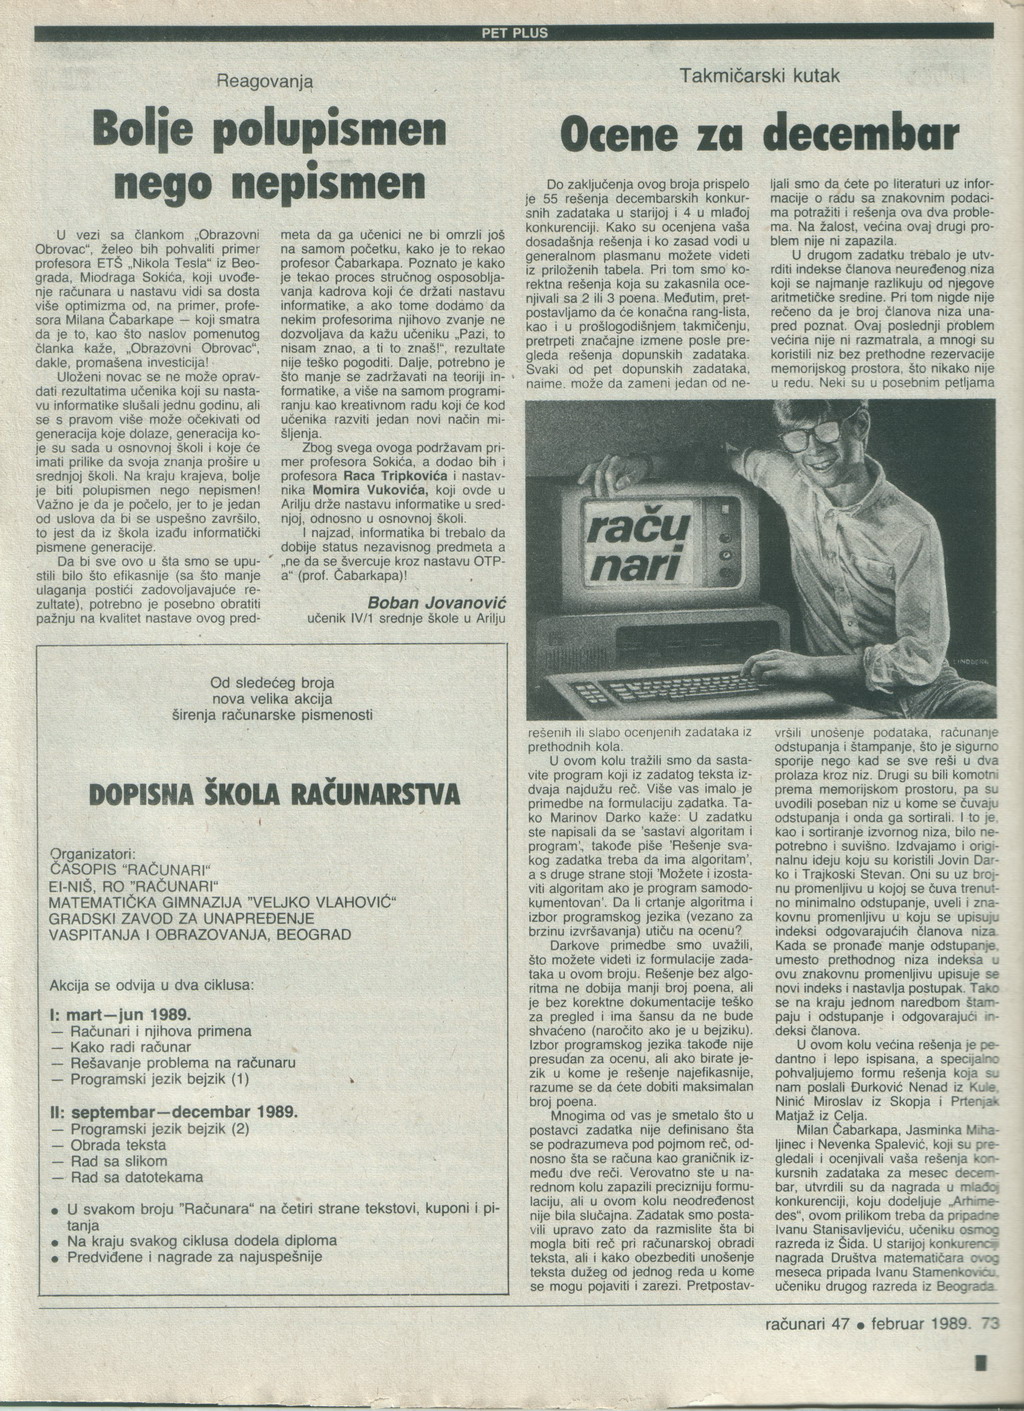 PET PLUS
Reagovanja
Bolje polupismen
nego nepismen
U vezi sa člankom „Obrazovni
Obrovac“, želeo bih pohvaliti primer
profesora ETŠ „Nikola Tesla“ iz Beo-
grada, Miodraga Sokića, koji uvođe-
nje računara u nastavu vidi sa dosta
više optimizma od, na primer, profe-
sora Milana Čabarkape — koji smatra
da je to, kao što naslov pomenutog
članka kaže, „Obrazovni Obrovac“,
dakle, promašena investicija!
Uloženi novac se ne može oprav-
dati rezultatima učenika koji su nasta-
vu informatike slušali jednu godinu, ali
se s pravom više može očekivati od
generacija koje dolaze, generacija ko-
je su sada u osnovnoj školi i koje će
imati prilike da svoja znanja prošire u
srednjoj školi. Na kraju krajeva, bolje
je biti polupismen nego nepismen!
Važno je da je počelo, jer to je jedan
od uslova da bi se uspešno završilo,
to jest da iz škola izađu informatički
pismene generacije.
Da bi sve ovo u šta smo se upu-
stili bilo što efikasnije (sa što manje
ulaganja postići zadovoljavajuće re-
zultate), potrebno je posebno obratiti
pažnju na kvalitet nastave ovog pred-
meta da ga učenici ne bi omrzli još
na samom početku, kako je to rekao
profesor Čabarkapa. Poznato je kako
je tekao proces stručnog osposoblja-
vanja kadrova koji će držati nastavu
informatike, a ako tome dodamo da
nekim profesorima njihovo zvanje ne
dozvoljava da kažu učeniku „Pazi, to
nisam znao, a ti to znaš!“, rezultate
nije teško pogoditi. Dalje, potrebno je
što manje se zadržavati na teoriji in-
formatike, a više na samom programi-
ranju kao kreativnom radu koji će kod
učenika razviti jedan novi način mi-
šljenja.
Zbog svega ovoga podržavam pri-
mer profesora Sokića, a dodao bih i
profesora Raca Tripkovića i nastav-
nika Momira Vukovića, koji ovde u
Arilju drže nastavu informatike u sred-
njoj, odnosno u osnovnoj školi.
I najzad, informatika bi trebalo da
dobije status nezavisnog predmeta a
„ne da se švercuje kroz nastavu OTP-
a“ (prof. Čabarkapa)!
Boban Jovanović
učenik IV/1 srednje škole u Arilju
Od sledećeg broja
nova velika akcija
širenja računarske pismenosti
DOPISNA ŠKOLA RAČUNARSTVA
Organizatori:
ČASOPIS "RAČUNARI“
EI-NIŠ, RO "RAČUNARI“
MATEMATIČKA GIMNAZIJA "VELJKO VLAHOVIĆ“
GRADSKI ZAVOD ZA UNAPREĐENJE
VASPITANJA I OBRAZOVANJA, BEOGRAD
Akcija se odvija u dva ciklusa:
I: mart—jun 1989.
— Računari i njihova primena
— Kako radi računar
— Rešavanje problema na računaru
— Programski jezik bejzik (1)
II: septembar—decembar 1989.
— Programski jezik bejzik (2)
— Obrada teksta
— Rad sa slikom
— Rad sa datotekama
• U svakom broju "Računara“ na četiri strane tekstovi, kuponi i pi-
tanja
• Na kraju svakog ciklusa dodela diploma
• Predviđene i nagrade za najuspešnije
Takmičarski kutak
Ocene za decembar
Do zaključenja ovog broja prispelo
je 55 rešenja decembarskih konkur-
snih zadataka u starijoj i 4 u mlađoj
konkurenciji. Kako su ocenjena vaša
dosadašnja rešenja i ko zasad vodi u
generalnom plasmanu možete videti
iz priloženih tabela. Pri tom smo ko-
rektna rešenja koja su zakasnila oce-
njivali sa 2 ili 3 poena. Međutim, pret-
postavljamo da će konačna rang-lista,
kao i u prošlogodišnjem takmičenju,
pretrpeti značajne izmene posle pre-
gleda rešenja dopunskih zadataka.
Svaki od pet dopunskih zadataka,
naime, može da zameni jedan od ne-
raču
nari
LINDBERG
rešenih ili slabo ocenjenih zadataka iz
prethodnih kola.
U ovom kolu tražili smo da sasta-
vite program koji iz zadatog teksta iz-
dvaja najdužu reč. Više vas imalo je
primedbe na formulaciju zadatka. Ta-
ko Marinov Darko kaže: U zadatku
ste napisali da se 'sastavi algoritam i
program', takođe piše 'Rešenje sva-
kog zadatka treba da ima algoritam',
a s druge strane stoji 'Možete i izosta-
viti algoritam ako je program samodo-
kumentovan'. Da li crtanje algoritma i
izbor programskog jezika (vezano za
brzinu izvršavanja) utiču na ocenu?
Darkove primedbe smo uvažili,
što možete videti iz formulacije zada-
taka u ovom broju. Rešenje bez algo-
ritma ne dobija manji broj poena, ali
je bez korektne dokumentacije teško
za pregled i ima šansu da ne bude
shvaćeno (naročito ako je u bejziku).
Izbor programskog jezika takođe nije
presudan za ocenu, ali ako birate je-
zik u kome je rešenje najefikasnije,
razume se da ćete dobiti maksimalan
broj poena.
Mnogima od vas je smetalo što u
postavci zadatka nije definisano šta
se podrazumeva pod pojmom reč, od-
nosno šta se računa kao graničnik iz-
među dve reči. Verovatno ste u na-
rednom kolu zapazili precizniju formu-
laciju, ali u ovom kolu neodređenost
nije bila slučajna. Zadatak smo posta-
vili upravo zato da razmislite šta bi
mogla biti reč pri računarskoj obradi
teksta, ali i kako obezbediti unošenje
teksta dužeg od jednog reda u kome
se mogu pojaviti i zarezi. Pretpostav-
ljali smo da ćete po literaturi uz infor-
macije o radu sa znakovnim podaci-
ma potražiti i rešenja ova dva proble-
ma. Na žalost, većina ovaj drugi pro-
blem nije ni zapazila.
U drugom zadatku trebalo je utv-
rditi indekse članova neuređenog niza
koji se najmanje razlikuju od njegove
aritmetičke sredine. Pri tom nigde nije
rečeno da je broj članova niza una-
pred poznat. Ovaj poslednji problem
većina nije ni razmatrala, a mnogi su
koristili niz bez prethodne rezervacije
memorijskog prostora, što nikako nije
u redu. Neki su u posebnim petljama
vršili unošenje podataka, računanje
odstupanja i štampanje, što je sigurno
sporije nego kad se sve reši u dva
prolaza kroz niz. Drugi su bili komotni
prema memorijskom prostoru, pa su
uvodili poseban niz u kome se čuvaju
odstupanja i onda ga sortirali. I to je,
kao i sortiranje izvornog niza, bilo ne-
potrebno i suvišno. Izdvajamo i origi-
nalnu ideju koju su koristili Jovin Dar-
ko i Trajkoski Stevan. Oni su uz broj-
nu promenljivu u kojoj se čuva trenut-
no minimalno odstupanje, uveli i zna-
kovnu promenljivu u koju se upisuju
indeksi odgovarajućih članova niza.
Kada se pronađe manje odstupanje,
umesto prethodnog niza indeksa u
ovu znakovnu promenljivu upisuje se
novi indeks i nastavlja postupak. Tako
se na kraju jednom naredbom štam-
paju i odstupanje i odgovarajući in-
deksi članova.
U ovom kolu većina rešenja je pe-
dantno i lepo ispisana, a specijalno
pohvaljujemo formu rešenja koja su
nam poslali Đurković Nenad iz Kule,
Ninić Miroslav iz Skopja i Prtenjak
Matjaž iz Celja.
Milan Čabarkapa, Jasminka Miha-
ljinec i Nevenka Spalević, koji su pre-
gledali i ocenjivali vaša rešenja kon-
kursnih zadataka za mesec decem-
bar, utvrdili su da nagrada u mlađoj
konkurenciji, koju dodeljuje „Arhime-
des“, ovom prilikom treba da pripadne
Ivanu Stanisavljeviću, učeniku osmog
razreda iz Šida. U starijoj konkurenciji
nagrada Društva matematičara ovog
meseca pripada Ivanu Stamenkoviću,
učeniku drugog razreda iz Beograda.
računari 47 • februar 1989. 73